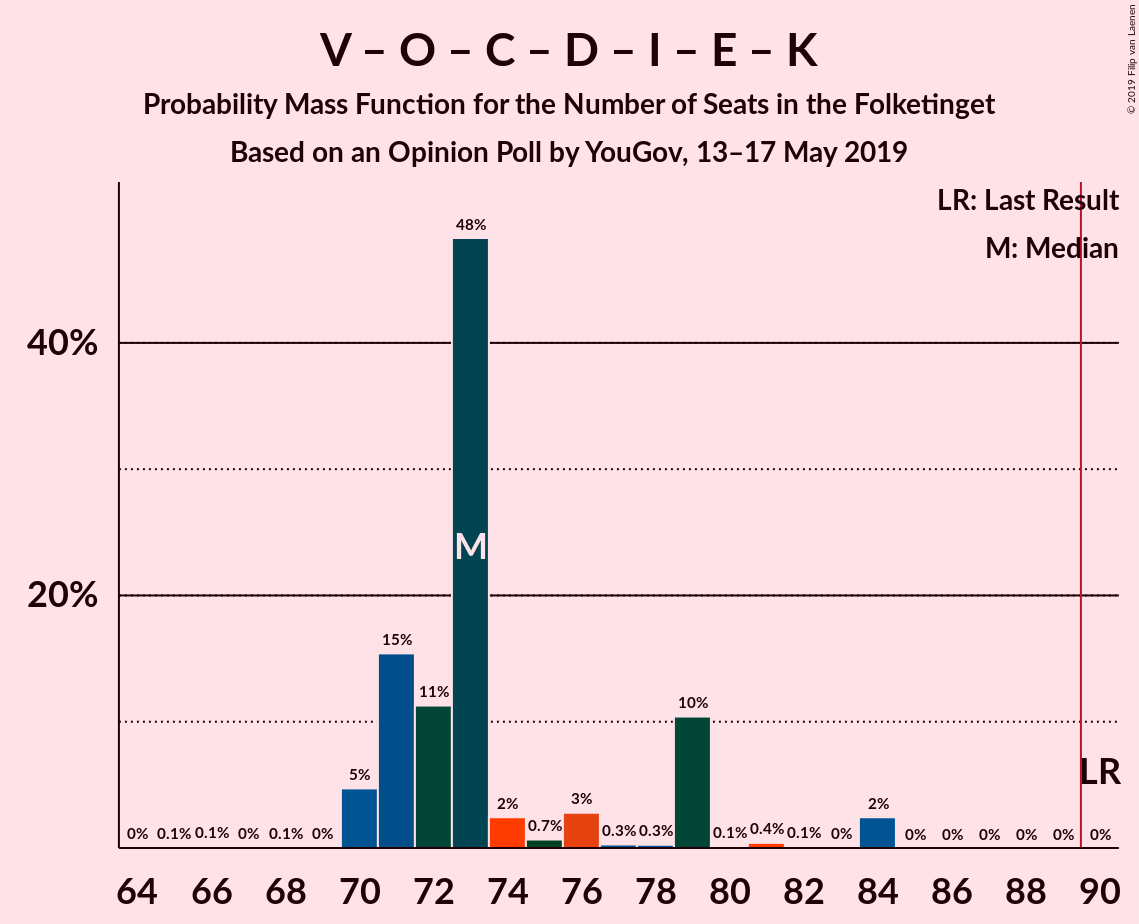 V – O – C – D – I – E – K
Probability Mass Function for the Number of Seats in the Folketinget
Based on an Opinion Poll by YouGov, 13–17 May 2019
© 2019 Filip van Laenen
LR: Last Result
M: Median
40%
20%
0% 0.1% 0.1% 0% 0.1% 0% 5% 15% 11% 48% 2% 0.7% 3% 0.3% 0.3% 10% 0.1% 0.4% 0.1% 0% 2% 0% 0% 0% 0% 0% 0%
M
LR
64 66 68 70 72 74 76 78 80 82 84 86 88 90